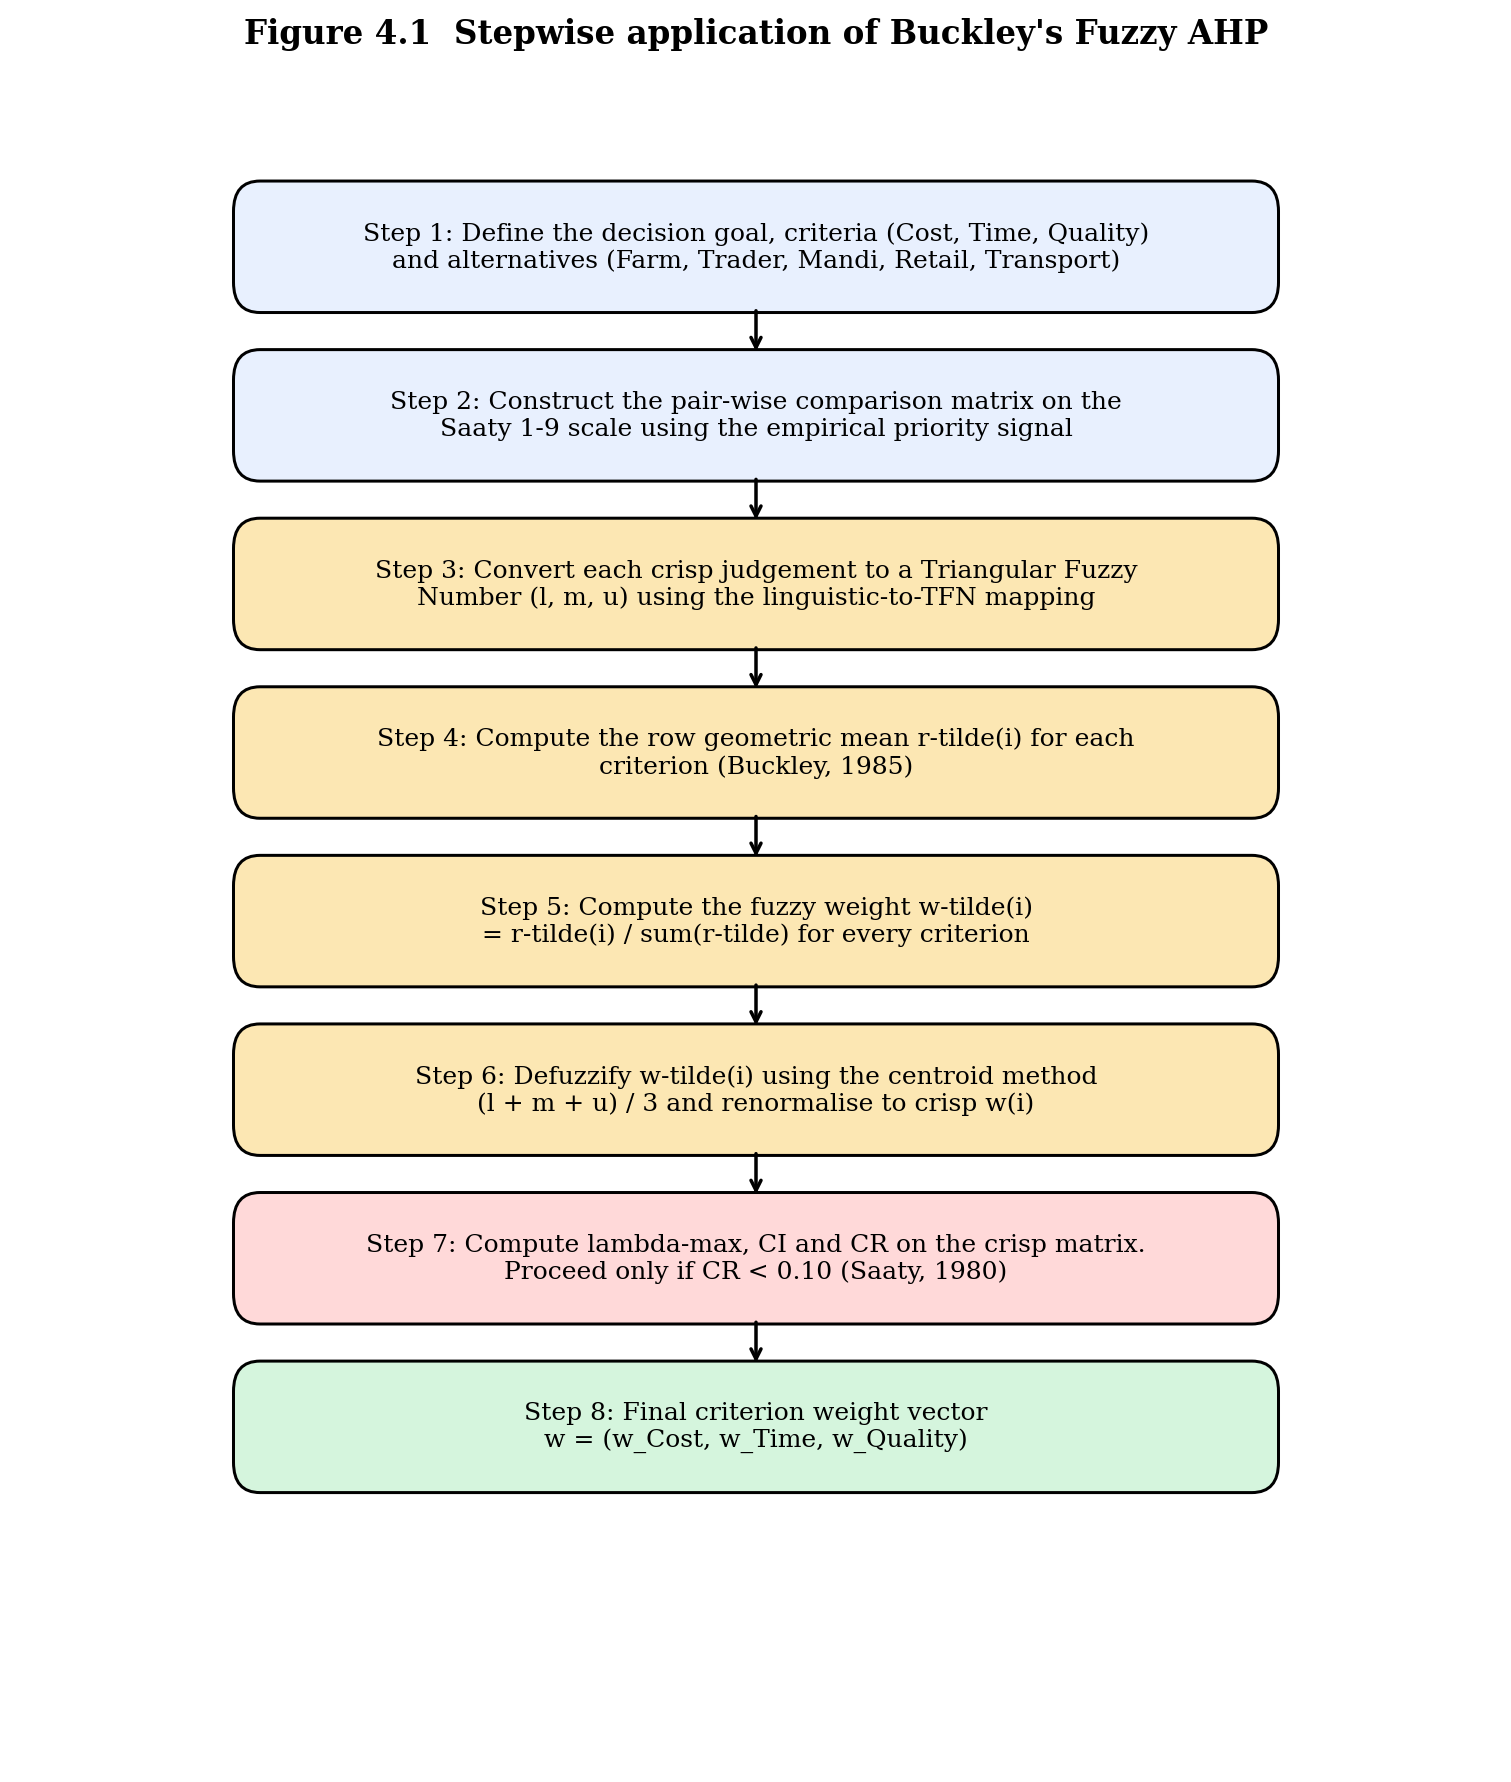 Figure 4.1  Stepwise application of Buckley's Fuzzy AHP
Step 1: Define the decision goal, criteria (Cost, Time, Quality)
and alternatives (Farm, Trader, Mandi, Retail, Transport)
Step 2: Construct the pair-wise comparison matrix on the
Saaty 1-9 scale using the empirical priority signal
Step 3: Convert each crisp judgement to a Triangular Fuzzy
Number (l, m, u) using the linguistic-to-TFN mapping
Step 4: Compute the row geometric mean r-tilde(i) for each
criterion (Buckley, 1985)
Step 5: Compute the fuzzy weight w-tilde(i)
= r-tilde(i) / sum(r-tilde) for every criterion
Step 6: Defuzzify w-tilde(i) using the centroid method
(l + m + u) / 3 and renormalise to crisp w(i)
Step 7: Compute lambda-max, CI and CR on the crisp matrix.
Proceed only if CR < 0.10 (Saaty, 1980)
Step 8: Final criterion weight vector
w = (w_Cost, w_Time, w_Quality)